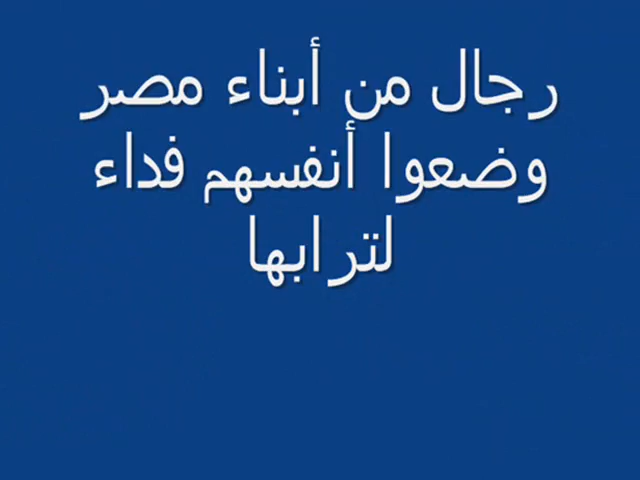 رجال من أبناء مصر
وضعوا أنفسهم فداء
لترابها